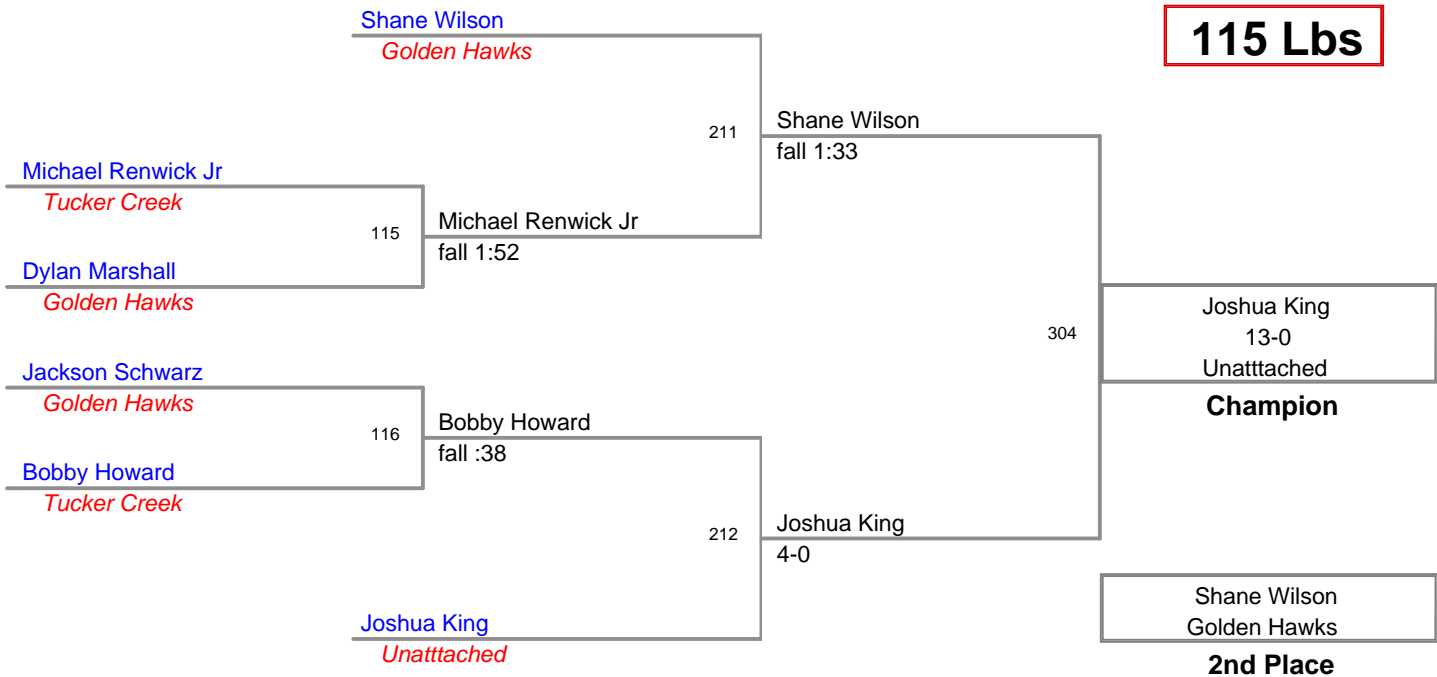 Shane Wilson
Golden Hawks
115 Lbs
211
Shane Wilson
fall 1:33
Michael Renwick Jr
Tucker Creek
115
Michael Renwick Jr
fall 1:52
Dylan Marshall
Golden Hawks
304
Joshua King
13-0
Unatttached
Champion
Jackson Schwarz
Golden Hawks
116
Bobby Howard
fall :38
Bobby Howard
Tucker Creek
212
Joshua King
4-0
Joshua King
Unatttached
Shane Wilson
Golden Hawks
2nd Place